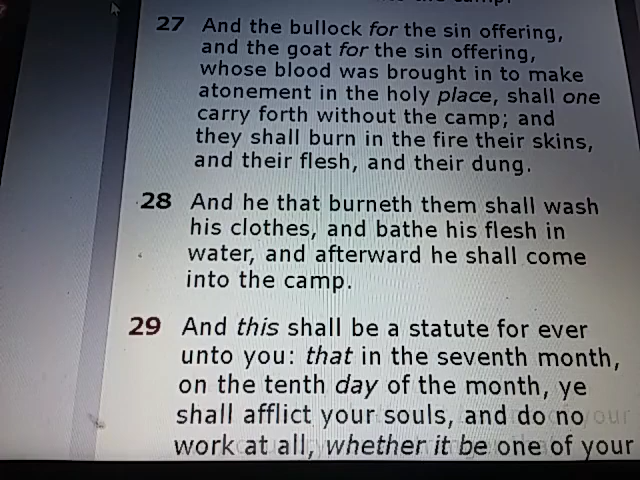 27 And the bullock for the sin offering,
and the goat for the sin offering,
whose blood was brought in to make
atonement in the holy place, shall one
carry forth without the camp; and
they shall burn in the fire their skins,
and their flesh, and their dung.
28 And he that burneth them shall wash
his clothes, and bathe his flesh in
water, and afterward he shall come
into the camp.
29 And this shall be a statute for ever
unto you: that in the seventh month,
on the tenth day of the month, ye
shall afflict your souls, and do no
work at all, whether it be one of your